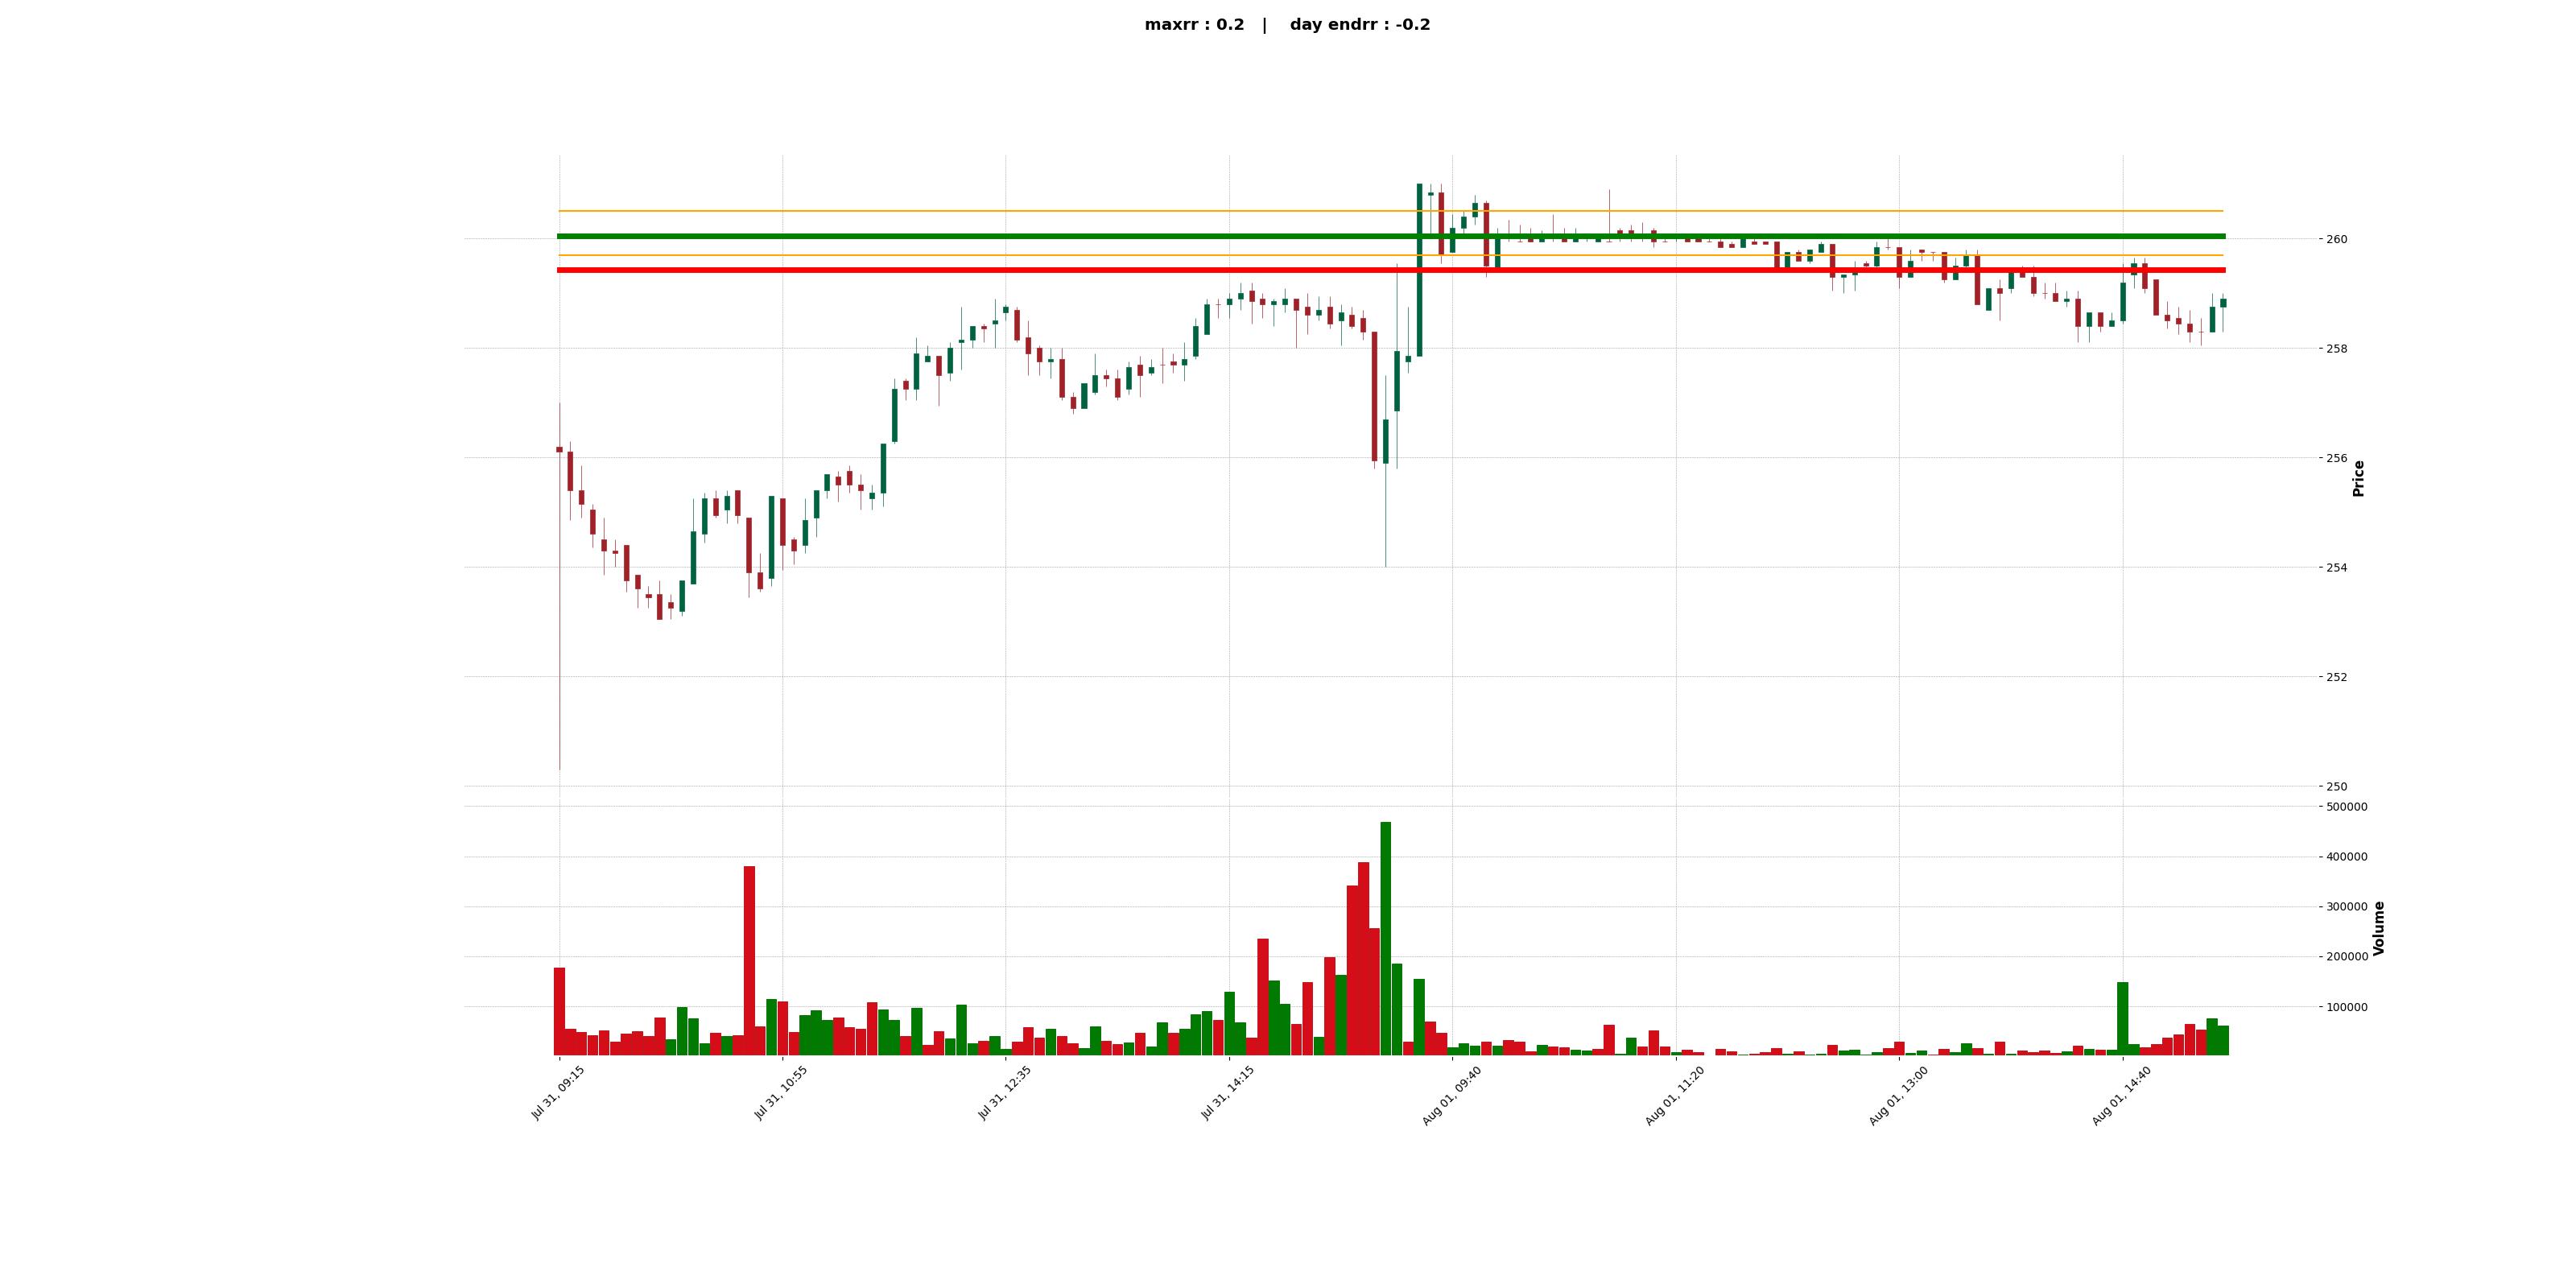 maxrr : 0.2 | day endrr : -0.2
260
258
256
254
252
250
Price
500000
400000
300000
200000
100000
Volume
Jul 31, 09:15
Jul 31, 10:55
Jul 31, 12:35
Jul 31, 14:15
Aug 01, 09:40
Aug 01, 11:20
Aug 01, 13:00
Aug 01, 14:40